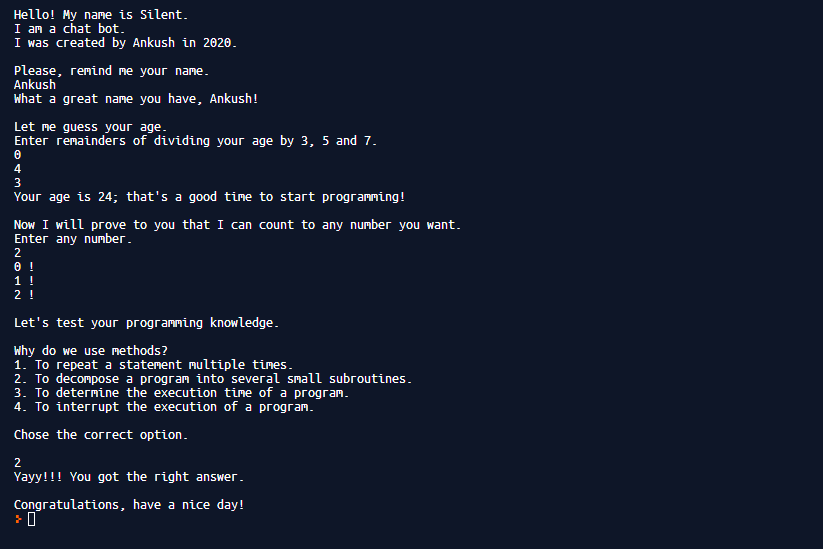 Hello! My name is Silent.
I am a chat bot.
I was created by Ankush in 2020.
Please, remind me your name.
Ankush
What a great name you have, Ankush!
Let me guess your age.
Enter remainders of dividing your age by 3, 5 and 7.
0
4
3
Your age is 24; that's a good time to start programming!
Now I will prove to you that I can count to any number you want.
Enter any number.
2
0 !
1 !
2 !
Let's test your programming knowledge.
Why do we use methods?
1. To repeat a statement multiple times.
2. To decompose a program into several small subroutines.
3. To determine the execution time of a program.
4. To interrupt the execution of a program.
Chose the correct option.
2
Yayy!!! You got the right answer.
Congratulations, have a nice day!